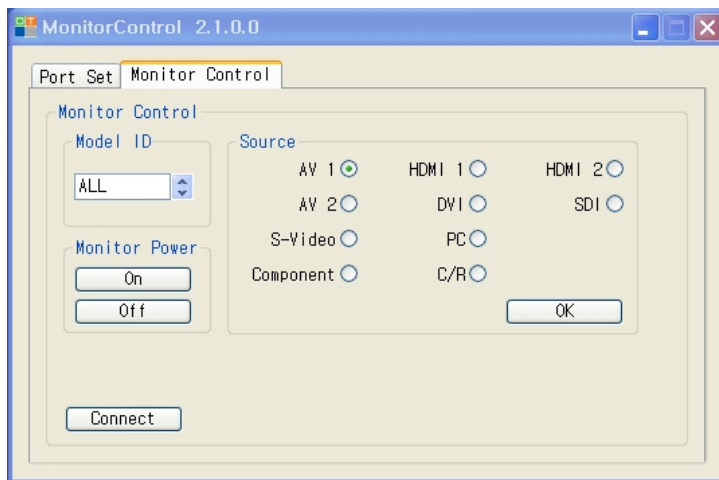 MonitorControl 2.1.0.0
Port Set
Monitor Control
Monitor Control
Model ID
ALL
Monitor Power
On
Off
Source
AV 1
HDMI 1
HDMI 2
AV 2
DVI
SDI
S-Video
PC
Component
C/R
OK
Connect